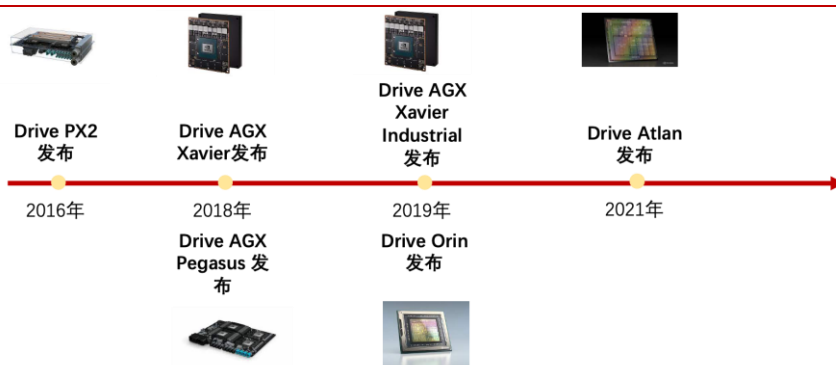 Drive PX2
发布
Drive AGX
Xavier发布
Drive AGX
Xavier
Industrial
发布
Drive Atlan
发布
2016年
2018年
2019年
2021年
Drive AGX
Pegasus 发
布
Drive Orin
发布